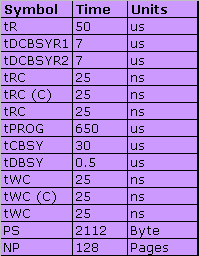 Symbol Time Units
tR 50 us
tDCBSYR1 7 us
tDCBSYR2 7 us
tRC 25 ns
tRC (C) 25 ns
tRC 25 ns
tPROG 650 us
tCBSY 30 us
tDBSY 0.5 us
tWC 25 ns
tWC (C) 25 ns
tWC 25 ns
PS 2112 Byte
NP 128 Pages